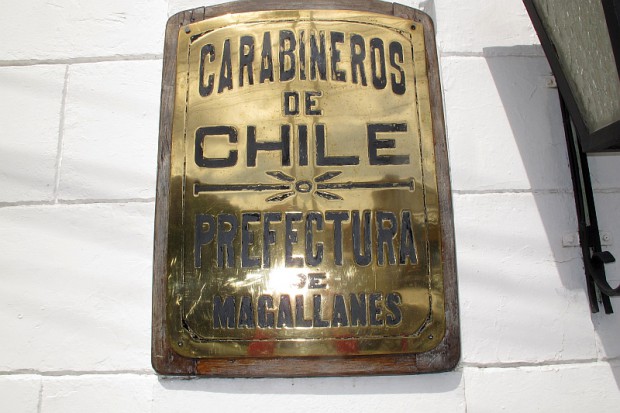 CARABINEROS
DE
CHILE
PREFECTURA
DE
MAGALLANES